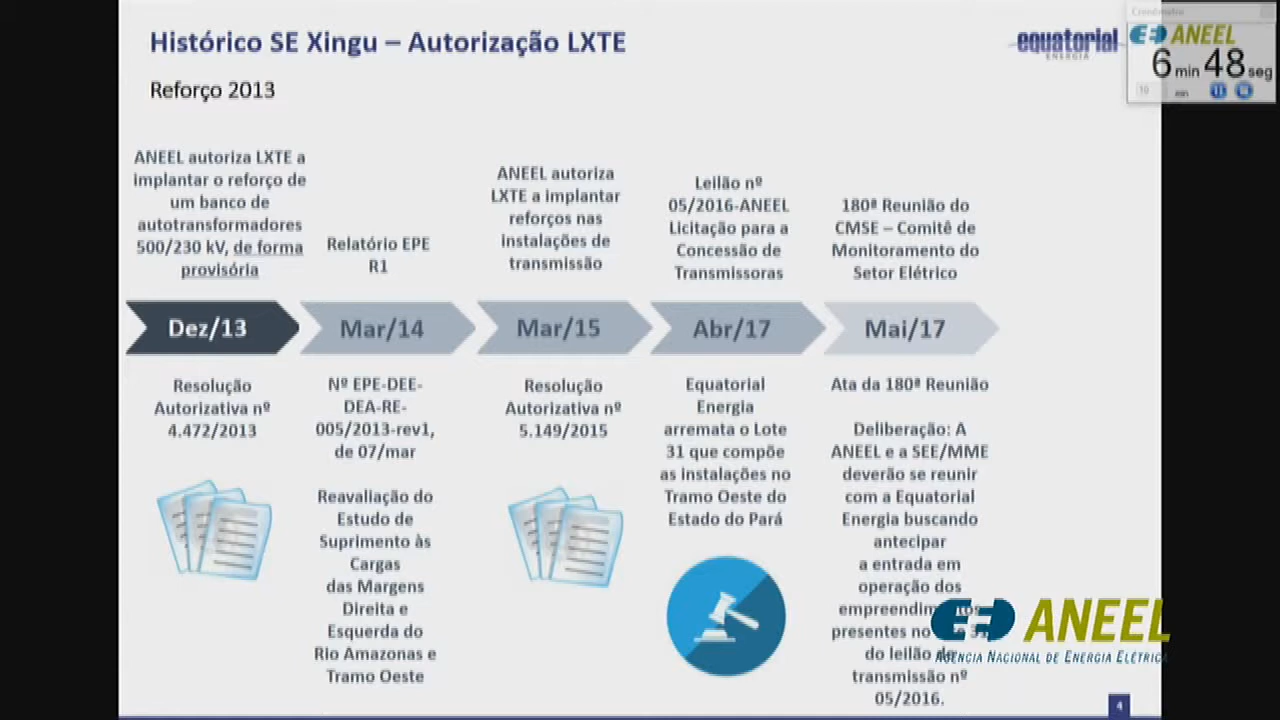 Histórico SE Xingu – Autorização LXTE
Reforço 2013
equatorial
ENERGIA
Cronômetro
ANEEL
6 min 48 seg
10
min
ANEEL autoriza LXTE a
implantar o reforço de
um banco de
autotransformadores
500/230 kV, de forma
provisória
Relatório EPE
R1
ANEEL autoriza
LXTE a implantar
reforços nas
instalações de
transmissão
Leilão nº
05/2016-ANEEL
Licitação para a
Concessão de
Transmissoras
180ª Reunião do
CMSE – Comitê de
Monitoramento do
Setor Elétrico
Dez/13
Mar/14
Mar/15
Abr/17
Mai/17
Resolução
Autorizativa nº
4.472/2013
Nº EPE-DEE-
DEA-RE-
005/2013-rev1,
de 07/mar
Reavaliação do
Estudo de
Suprimento às
Cargas
das Margens
Direita e
Esquerda do
Rio Amazonas e
Tramo Oeste
Resolução
Autorizativa nº
5.149/2015
Equatorial
Energia
arremata o Lote
31 que compõe
as instalações no
Tramo Oeste do
Estado do Pará
Ata da 180ª Reunião
Deliberação: A
ANEEL e a SEE/MME
deverão se reunir
com a Equatorial
Energia buscando
antecipar
a entrada em
operação dos
empreendimentos
presentes no 31
do leilão de
transmissão nº
05/2016.
ANEEL
AGÊNCIA NACIONAL DE ENERGIA ELÉTRICA
4